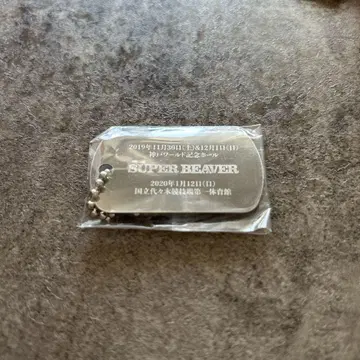 2019年11月30日(土)&12月1日(日)
神戸ワールド記念ホール
SUPER BEAVER
2020年1月12日(日)
国立代々木競技場第一体育館